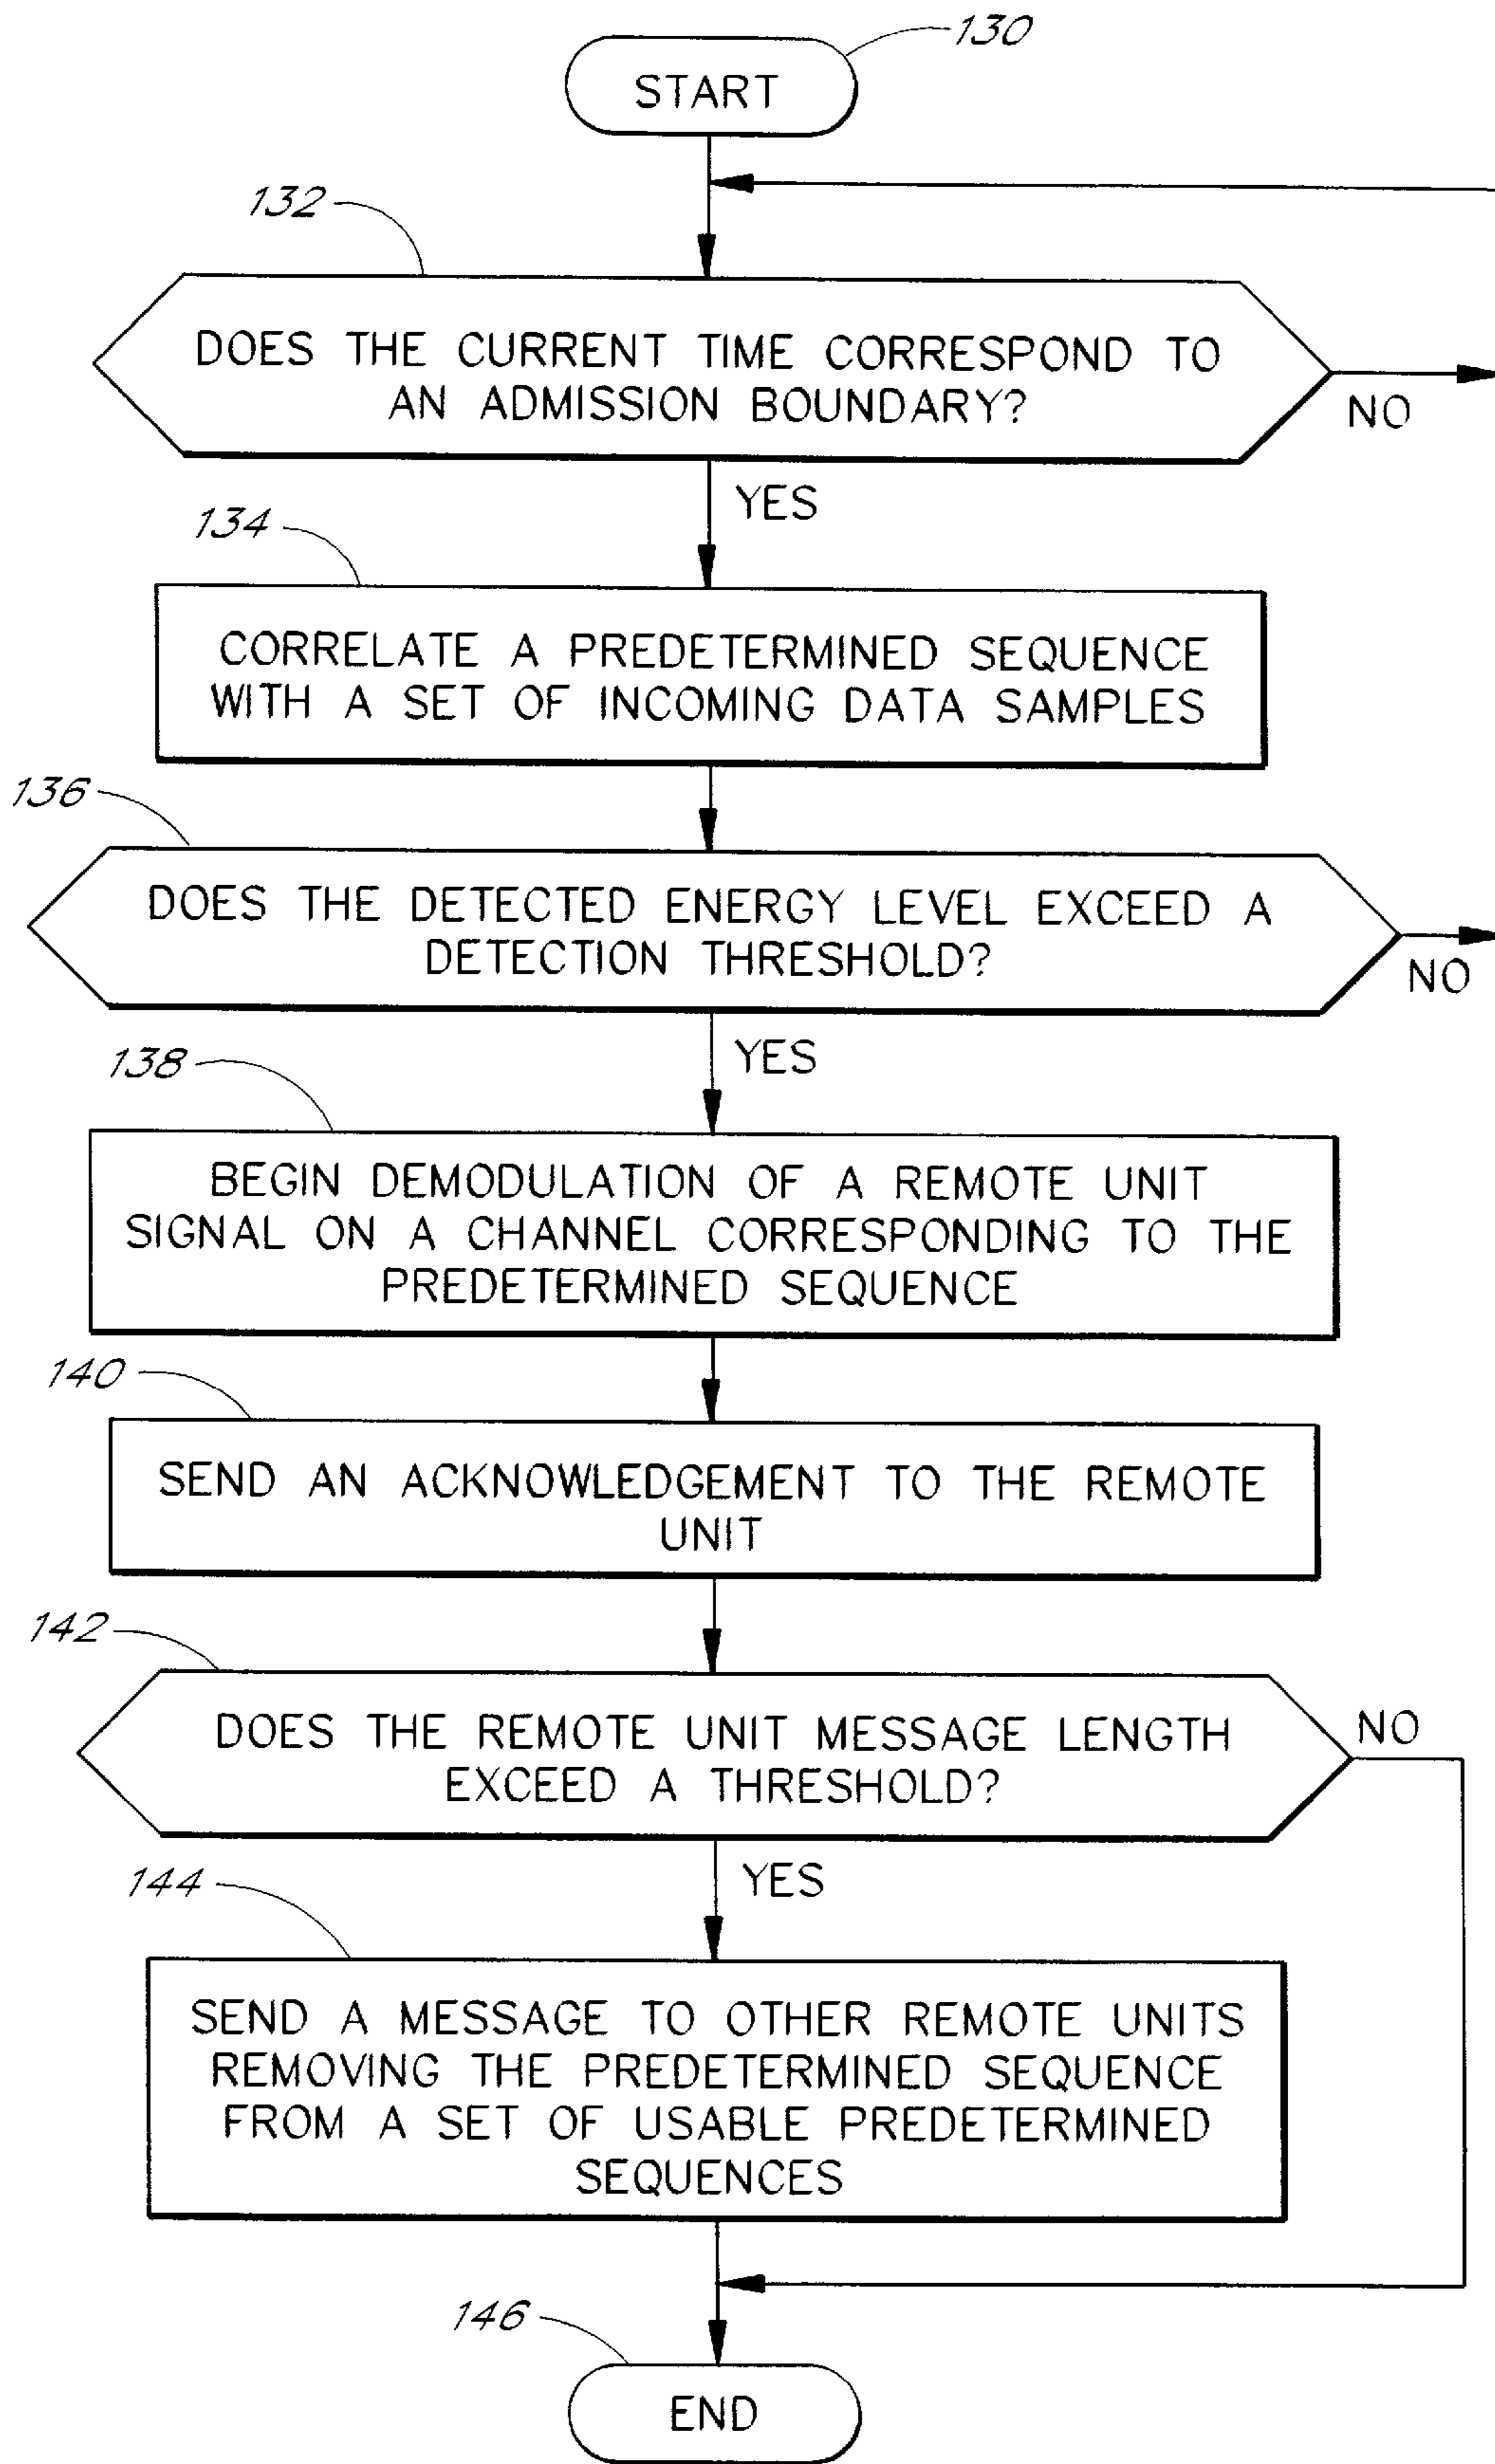 130
START
132
DOES THE CURRENT TIME CORRESPOND TO
AN ADMISSION BOUNDARY?
NO
YES
134
CORRELATE A PREDETERMINED SEQUENCE
WITH A SET OF INCOMING DATA SAMPLES
136
DOES THE DETECTED ENERGY LEVEL EXCEED A
DETECTION THRESHOLD?
NO
YES
138
BEGIN DEMODULATION OF A REMOTE UNIT
SIGNAL ON A CHANNEL CORRESPONDING TO THE
PREDETERMINED SEQUENCE
140
SEND AN ACKNOWLEDGEMENT TO THE REMOTE
UNIT
142
DOES THE REMOTE UNIT MESSAGE LENGTH
EXCEED A THRESHOLD?
NO
YES
144
SEND A MESSAGE TO OTHER REMOTE UNITS
REMOVING THE PREDETERMINED SEQUENCE
FROM A SET OF USABLE PREDETERMINED
SEQUENCES
146
END